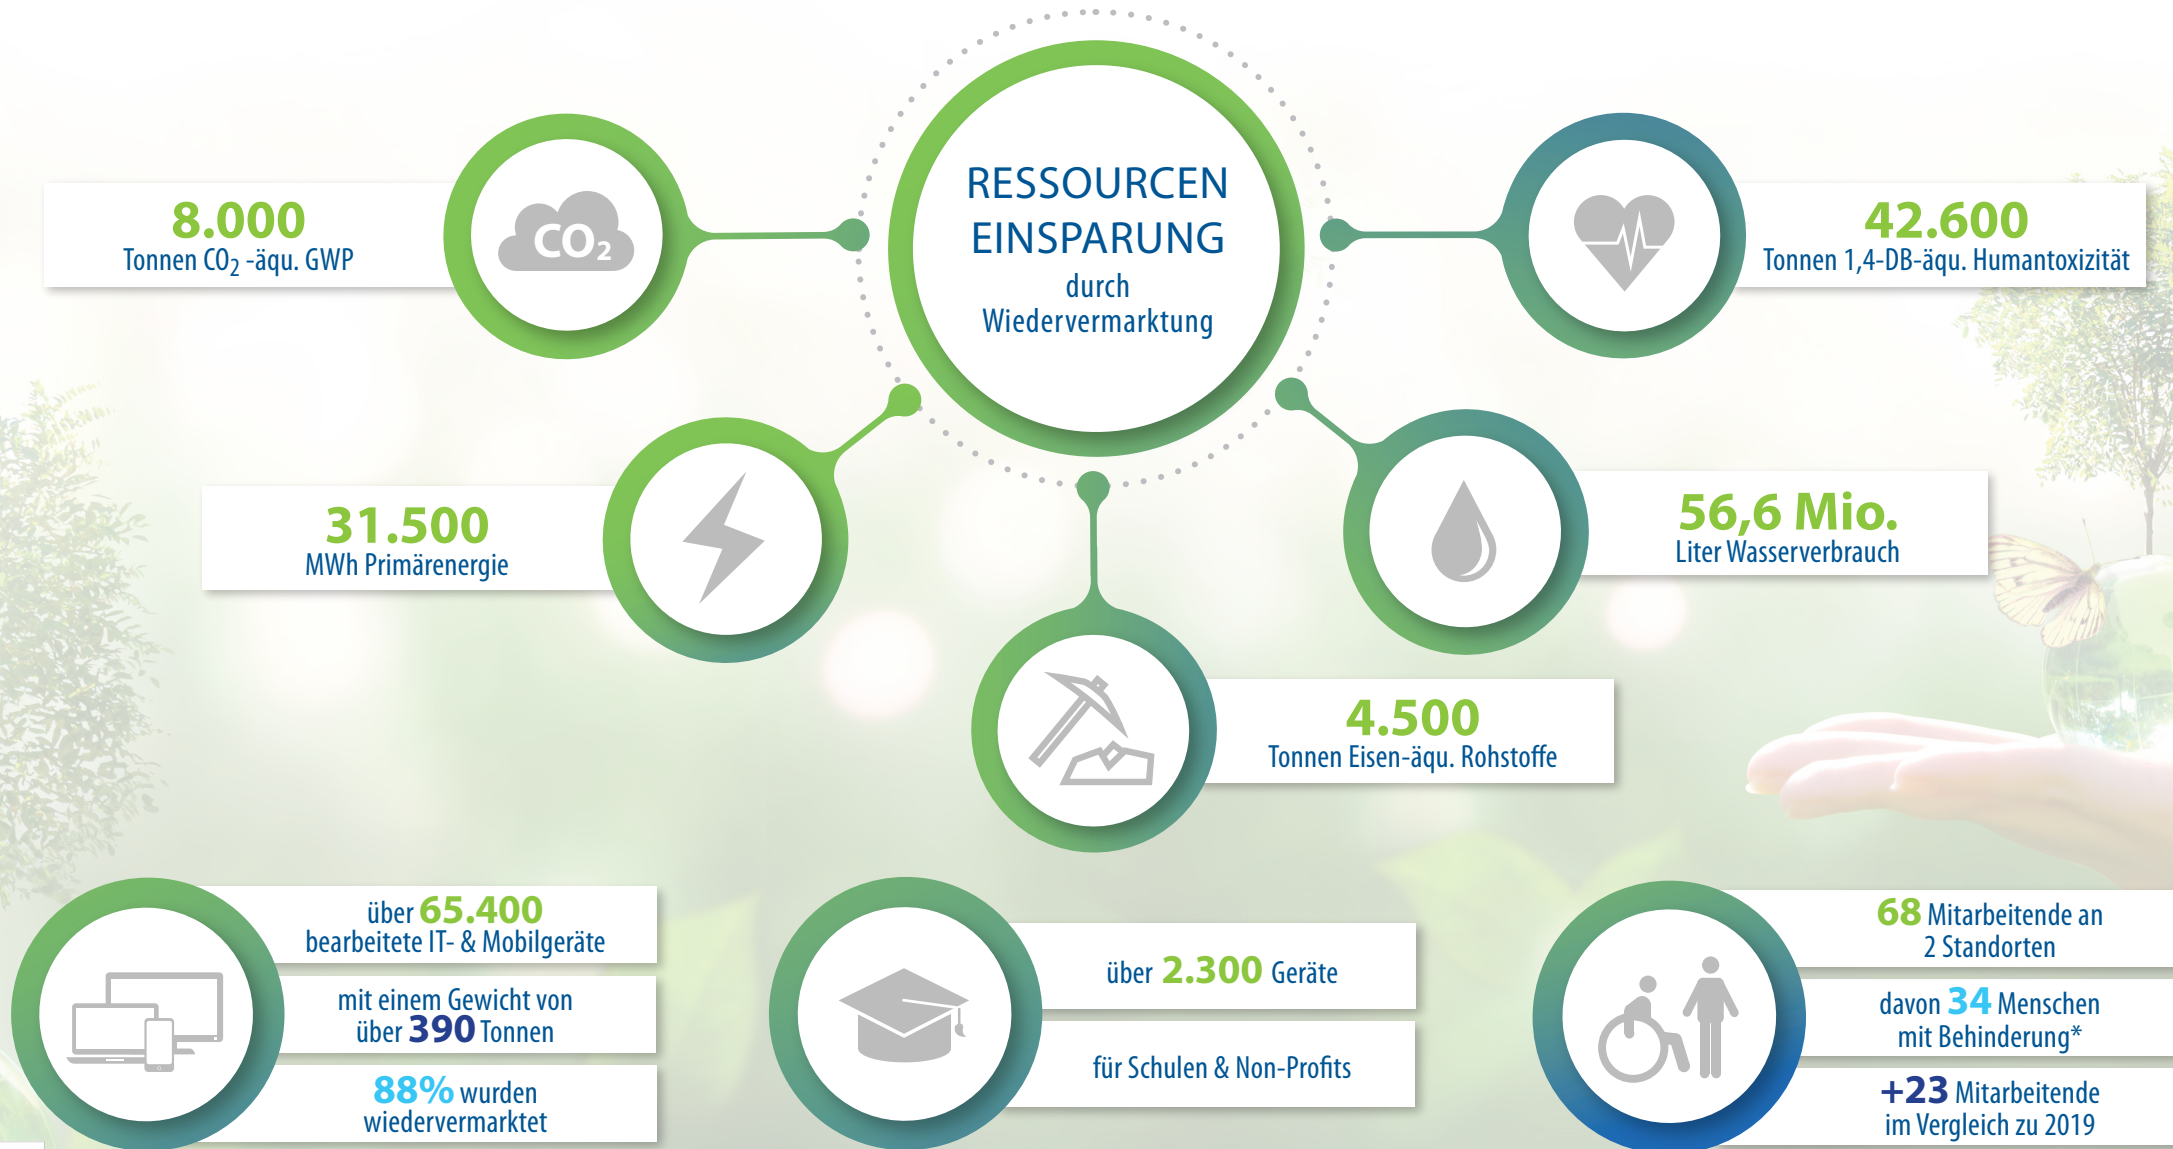 RESSOURCEN
EINSPARUNG
durch
Wiedervermarktung
8.000
Tonnen CO₂ -äqu. GWP
CO₂
42.600
Tonnen 1,4-DB-äqu. Humantoxizität
31.500
MWh Primärenergie
56,6 Mio.
Liter Wasserverbrauch
4.500
Tonnen Eisen-äqu. Rohstoffe
über 65.400
bearbeitete IT- & Mobilgeräte
mit einem Gewicht von
über 390 Tonnen
88% wurden
wiedervermarktet
über 2.300 Geräte
für Schulen & Non-Profits
68 Mitarbeitende an
2 Standorten
davon 34 Menschen
mit Behinderung*
+23 Mitarbeitende
im Vergleich zu 2019